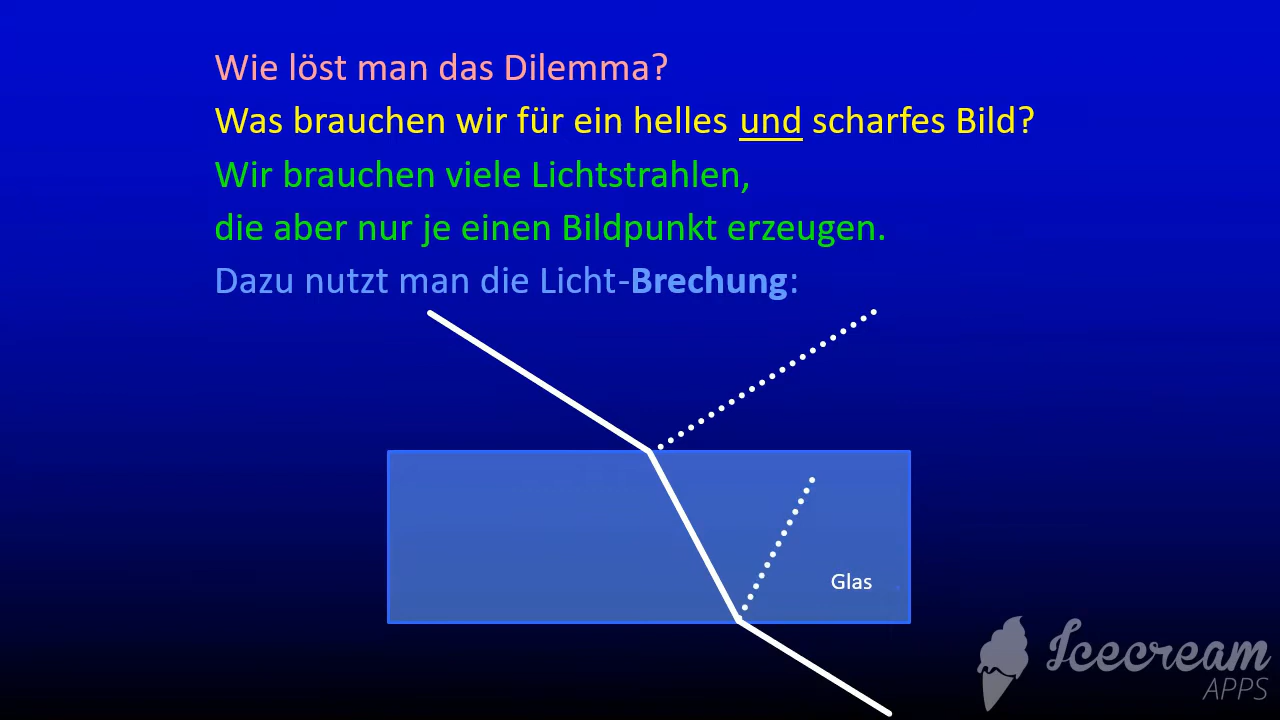 Wie löst man das Dilemma?
Was brauchen wir für ein helles und scharfes Bild?
Wir brauchen viele Lichtstrahlen,
die aber nur je einen Bildpunkt erzeugen.
Dazu nutzt man die Licht-Brechung:
Glas
Icecream
APPS